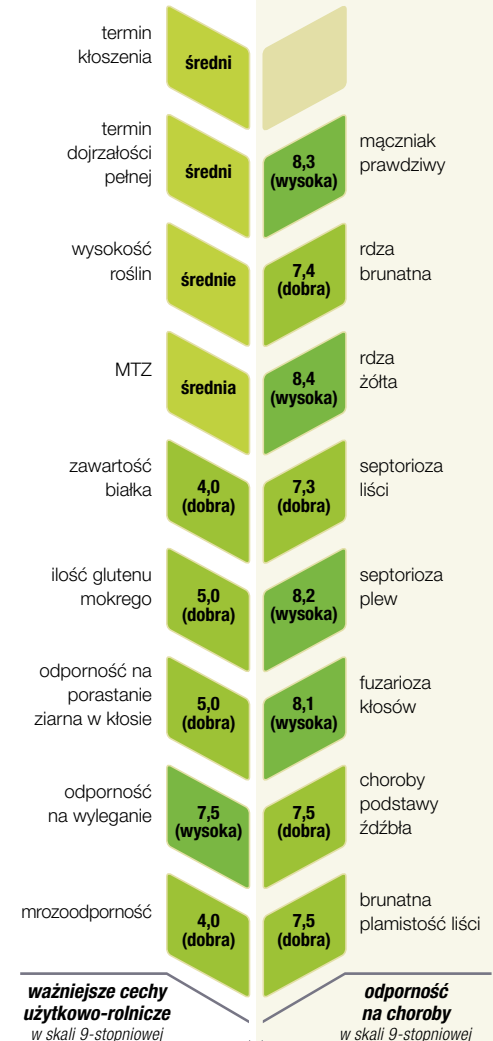 termin
kłoszenia
średni
termin
dojrzałości
pełnej
średni
8,3
(wysoka)
mączniak
prawdziwy
wysokość
roślin
średnie
7,4
(dobra)
rdza
brunatna
MTZ
średnia
8,4
(wysoka)
rdza
żółta
zawartość
białka
4,0
(dobra)
7,3
(dobra)
septorioza
liści
ilość glutenu
mokrego
5,0
(dobra)
8,2
(wysoka)
septorioza
plew
odporność na
porastanie
ziarna w kłosie
5,0
(dobra)
8,1
(wysoka)
fuzarioza
kłosów
odporność
na wyleganie
7,5
(wysoka)
7,5
(dobra)
choroby
podstawy
źdźbła
mrozoodporność
4,0
(dobra)
7,5
(dobra)
brunatna
plamistość liści
ważniejsze cechy
użytkowo-rolnicze
w skali 9-stopniowej
odporność
na choroby
w skali 9-stopniowej